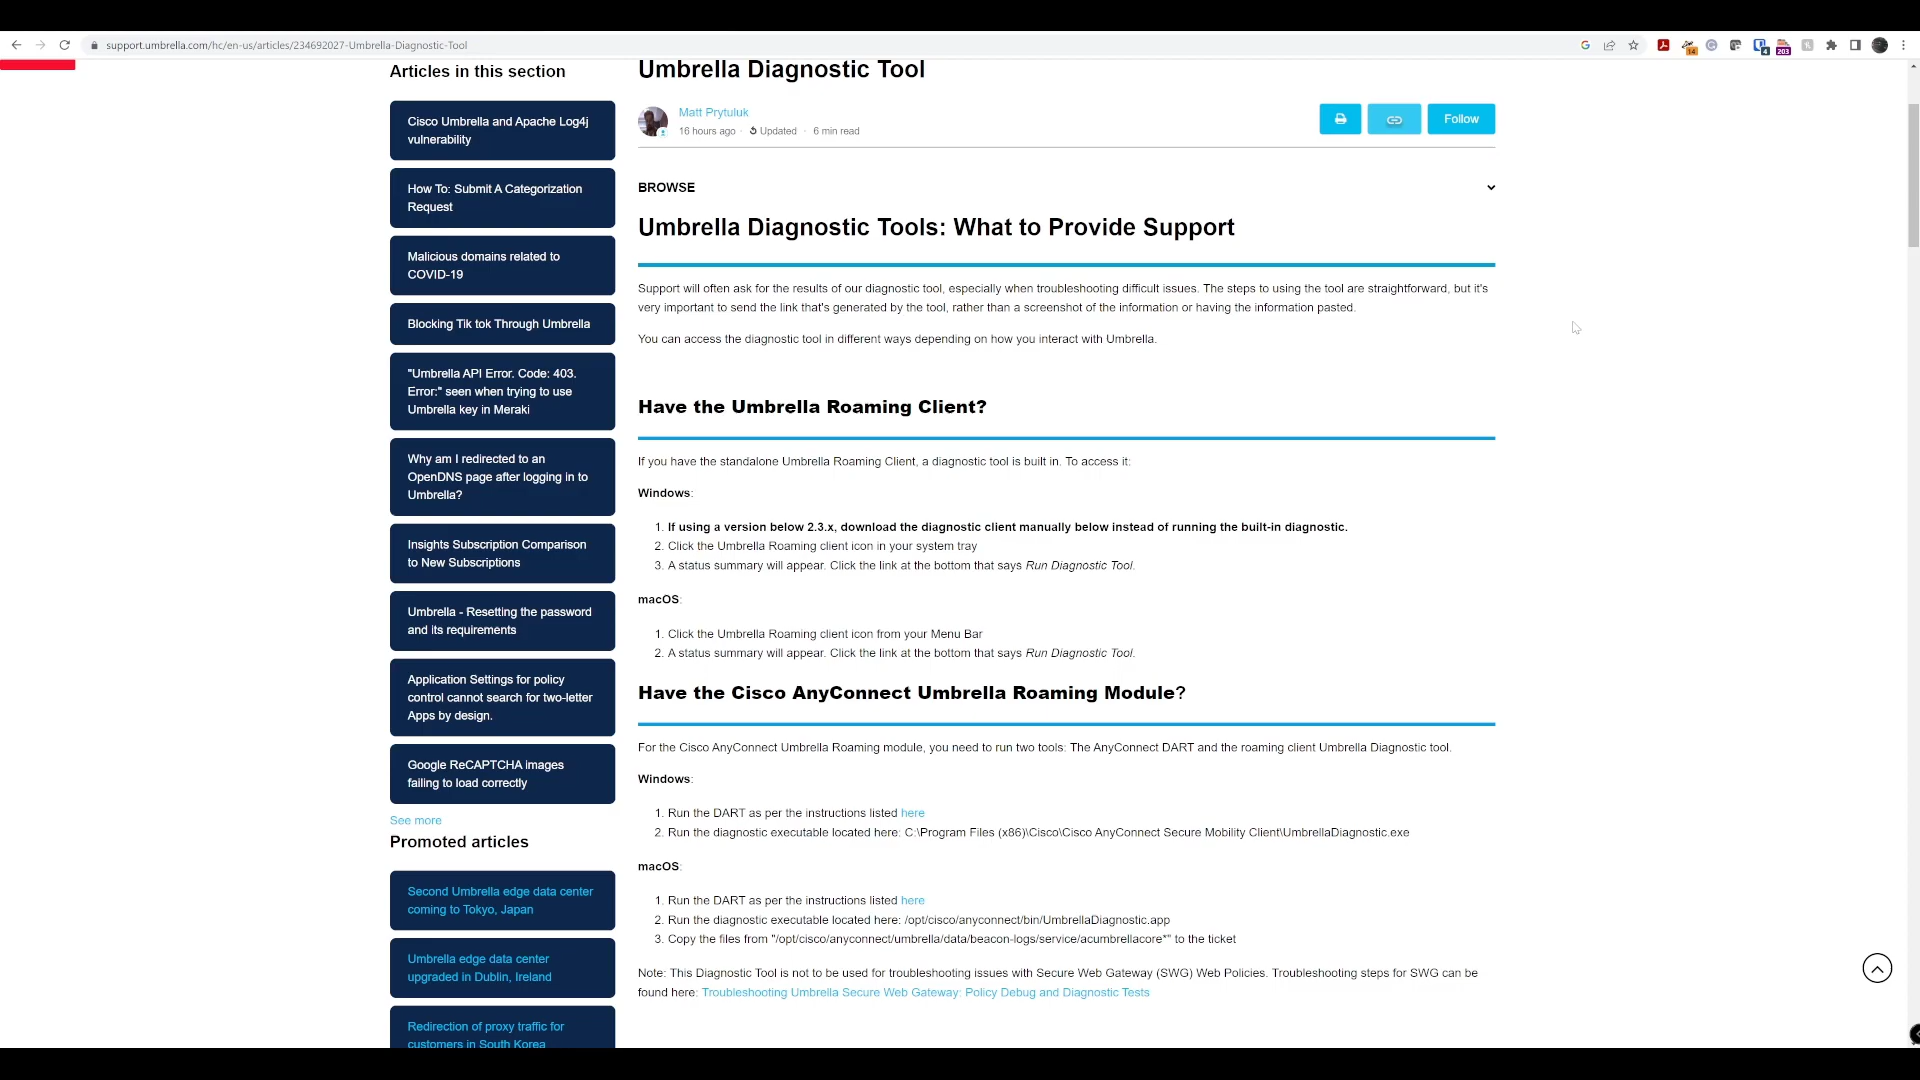 support.umbrella.com/hc/en-us/articles/234692027-Umbrella-Diagnostic-Tool
14
4
203
Articles in this section
Cisco Umbrella and Apache Log4j
vulnerability
How To: Submit A Categorization
Request
Malicious domains related to
COVID-19
Blocking Tik tok Through Umbrella
"Umbrella API Error. Code: 403.
Error:" seen when trying to use
Umbrella key in Meraki
Why am I redirected to an
OpenDNS page after logging in to
Umbrella?
Insights Subscription Comparison
to New Subscriptions
Umbrella - Resetting the password
and its requirements
Application Settings for policy
control cannot search for two-letter
Apps by design.
Google ReCAPTCHA images
failing to load correctly
See more
Promoted articles
Second Umbrella edge data center
coming to Tokyo, Japan
Umbrella edge data center
upgraded in Dublin, Ireland
Redirection of proxy traffic for
customers in South Korea
Umbrella Diagnostic Tool
Matt Prytuluk
16 hours ago · Updated · 6 min read
Follow
BROWSE
Umbrella Diagnostic Tools: What to Provide Support
Support will often ask for the results of our diagnostic tool, especially when troubleshooting difficult issues. The steps to using the tool are straightforward, but it's
very important to send the link that's generated by the tool, rather than a screenshot of the information or having the information pasted.
You can access the diagnostic tool in different ways depending on how you interact with Umbrella.
Have the Umbrella Roaming Client?
If you have the standalone Umbrella Roaming Client, a diagnostic tool is built in. To access it:
Windows:
1. If using a version below 2.3.x, download the diagnostic client manually below instead of running the built-in diagnostic.
2. Click the Umbrella Roaming client icon in your system tray
3. A status summary will appear. Click the link at the bottom that says Run Diagnostic Tool.
macOS:
1. Click the Umbrella Roaming client icon from your Menu Bar
2. A status summary will appear. Click the link at the bottom that says Run Diagnostic Tool.
Have the Cisco AnyConnect Umbrella Roaming Module?
For the Cisco AnyConnect Umbrella Roaming module, you need to run two tools: The AnyConnect DART and the roaming client Umbrella Diagnostic tool.
Windows:
1. Run the DART as per the instructions listed here
2. Run the diagnostic executable located here: C:\Program Files (x86)\Cisco\Cisco AnyConnect Secure Mobility Client\UmbrellaDiagnostic.exe
macOS:
1. Run the DART as per the instructions listed here
2. Run the diagnostic executable located here: /opt/cisco/anyconnect/bin/UmbrellaDiagnostic.app
3. Copy the files from "/opt/cisco/anyconnect/umbrella/data/beacon-logs/service/acumbrellacore*" to the ticket
Note: This Diagnostic Tool is not to be used for troubleshooting issues with Secure Web Gateway (SWG) Web Policies. Troubleshooting steps for SWG can be
found here: Troubleshooting Umbrella Secure Web Gateway: Policy Debug and Diagnostic Tests